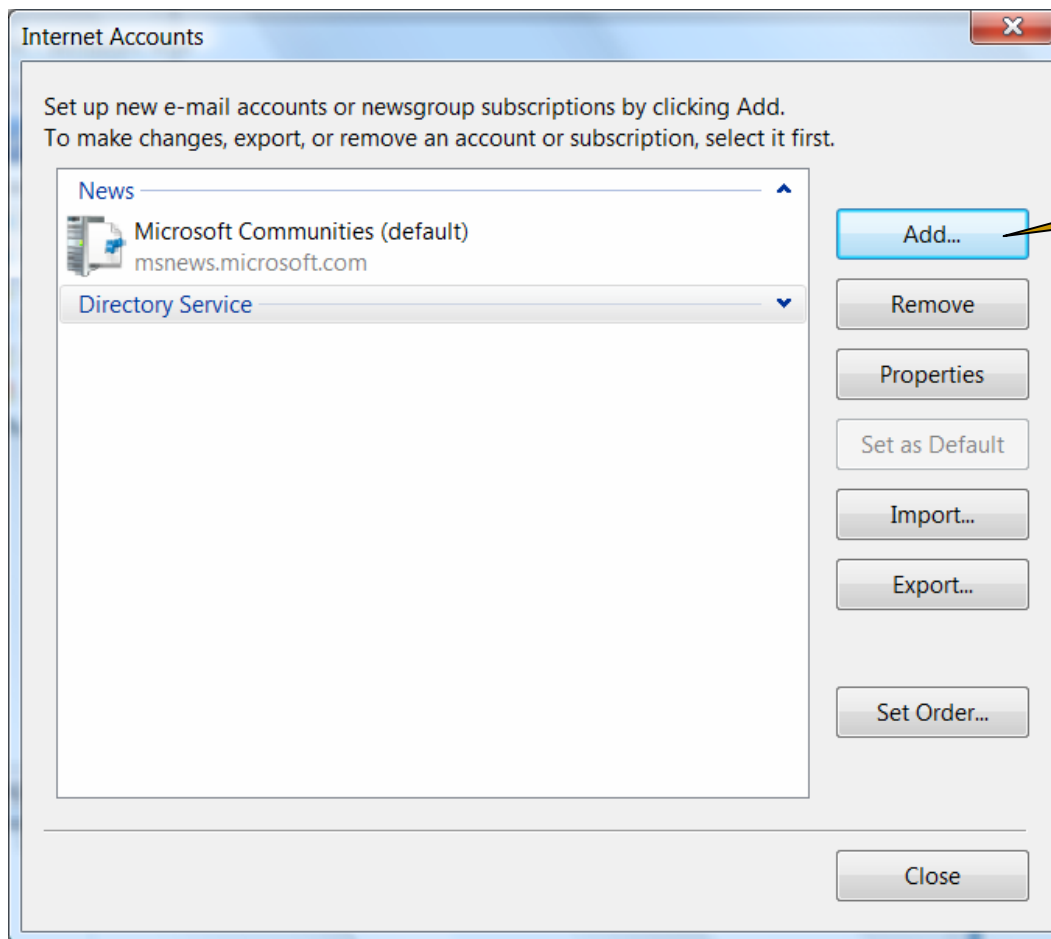 Internet Accounts
Set up new e-mail accounts or newsgroup subscriptions by clicking Add.
To make changes, export, or remove an account or subscription, select it first.
News
Microsoft Communities (default)
msnews.microsoft.com
Directory Service
Add...
Remove
Properties
Set as Default
Import...
Export...
Set Order...
Close